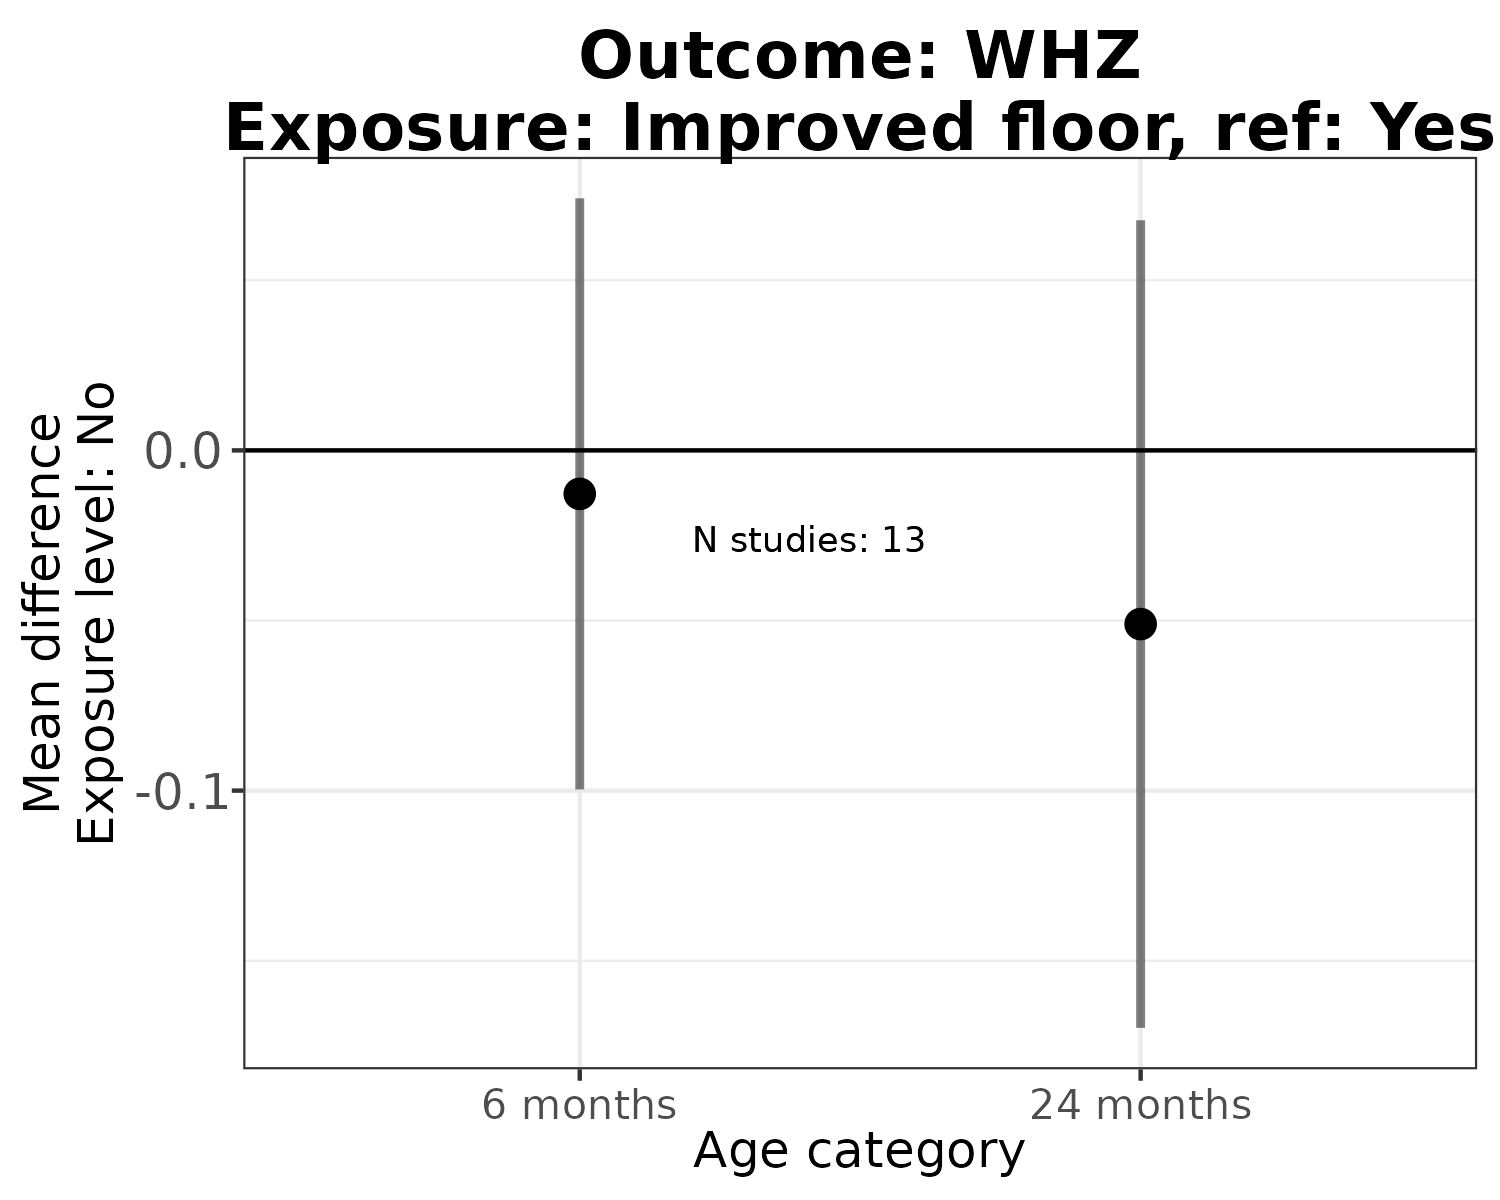 Outcome: WHZ
Exposure: Improved floor, ref: Yes
Mean difference
Exposure level: No
0.0
-0.1
N studies: 13
6 months
24 months
Age category